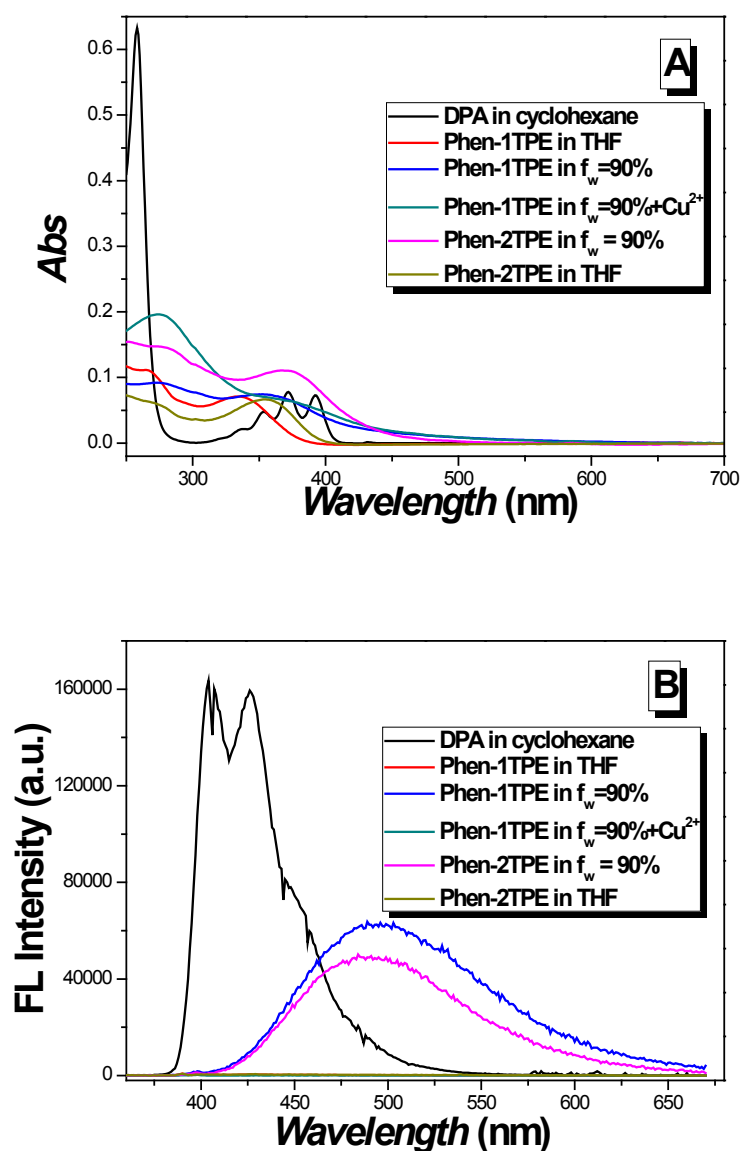 A
DPA in cyclohexane
Phen-1TPE in THF
Phen-1TPE in fw=90%
Phen-1TPE in fw=90%+Cu2+
Phen-2TPE in fw = 90%
Phen-2TPE in THF
Abs
0.6
0.5
0.4
0.3
0.2
0.1
0.0
300 400 500 600 700
Wavelength (nm)
B
DPA in cyclohexane
Phen-1TPE in THF
Phen-1TPE in fw=90%
Phen-1TPE in fw=90%+Cu2+
Phen-2TPE in fw = 90%
Phen-2TPE in THF
FL Intensity (a.u.)
160000
120000
80000
40000
0
400 450 500 550 600 650
Wavelength (nm)